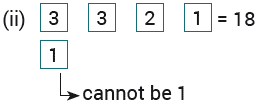 (ii) 3 3 2 1 = 18
1
cannot be 1